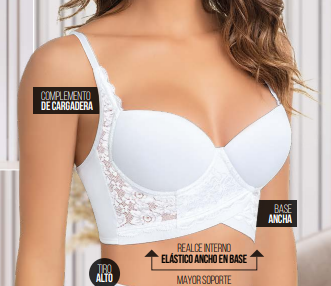 COMPLEMENTO
DE CARGADERA
BASE
ANCHA
REALCE INTERNO
ELÁSTICO ANCHO EN BASE
TIRO
ALTO
MAYOR SOPORTE